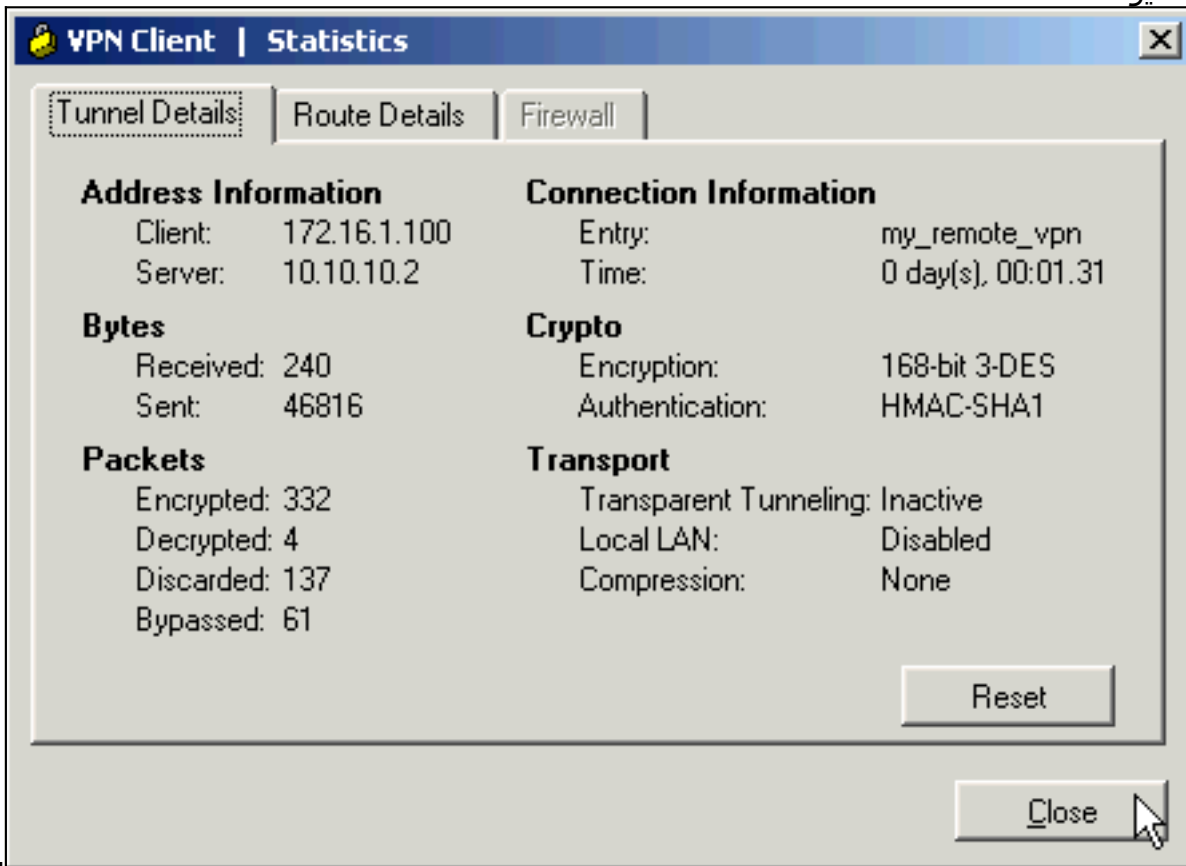 VPN Client | Statistics
Tunnel Details
Route Details
Firewall
Address Information
Client: 172.16.1.100
Server: 10.10.10.2
Connection Information
Entry: my_remote_vpn
Time: 0 day(s), 00:01.31
Bytes
Received: 240
Sent: 46816
Crypto
Encryption: 168-bit 3-DES
Authentication: HMAC-SHA1
Packets
Encrypted: 332
Decrypted: 4
Discarded: 137
Bypassed: 61
Transport
Transparent Tunneling: Inactive
Local LAN: Disabled
Compression: None
Reset
Close